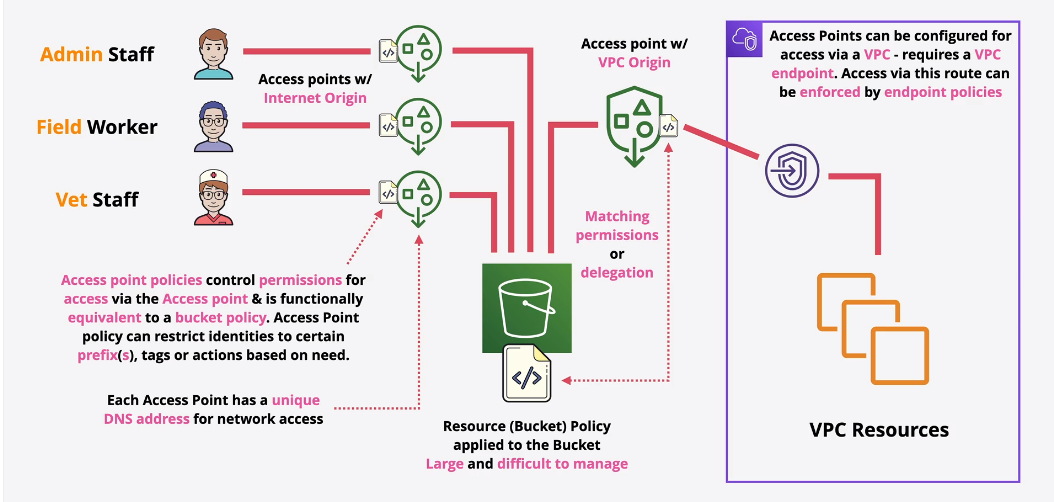 Admin Staff
Field Worker
Vet Staff
Access points w/
Internet Origin
Access point w/
VPC Origin
Access Points can be configured for
access via a VPC - requires a VPC
endpoint. Access via this route can
be enforced by endpoint policies
Matching
permissions
or
delegation
Access point policies control permissions for
access via the Access point & is functionally
equivalent to a bucket policy. Access Point
policy can restrict identities to certain
prefix(s), tags or actions based on need.
Each Access Point has a unique
DNS address for network access
Resource (Bucket) Policy
applied to the Bucket
Large and difficult to manage
VPC Resources